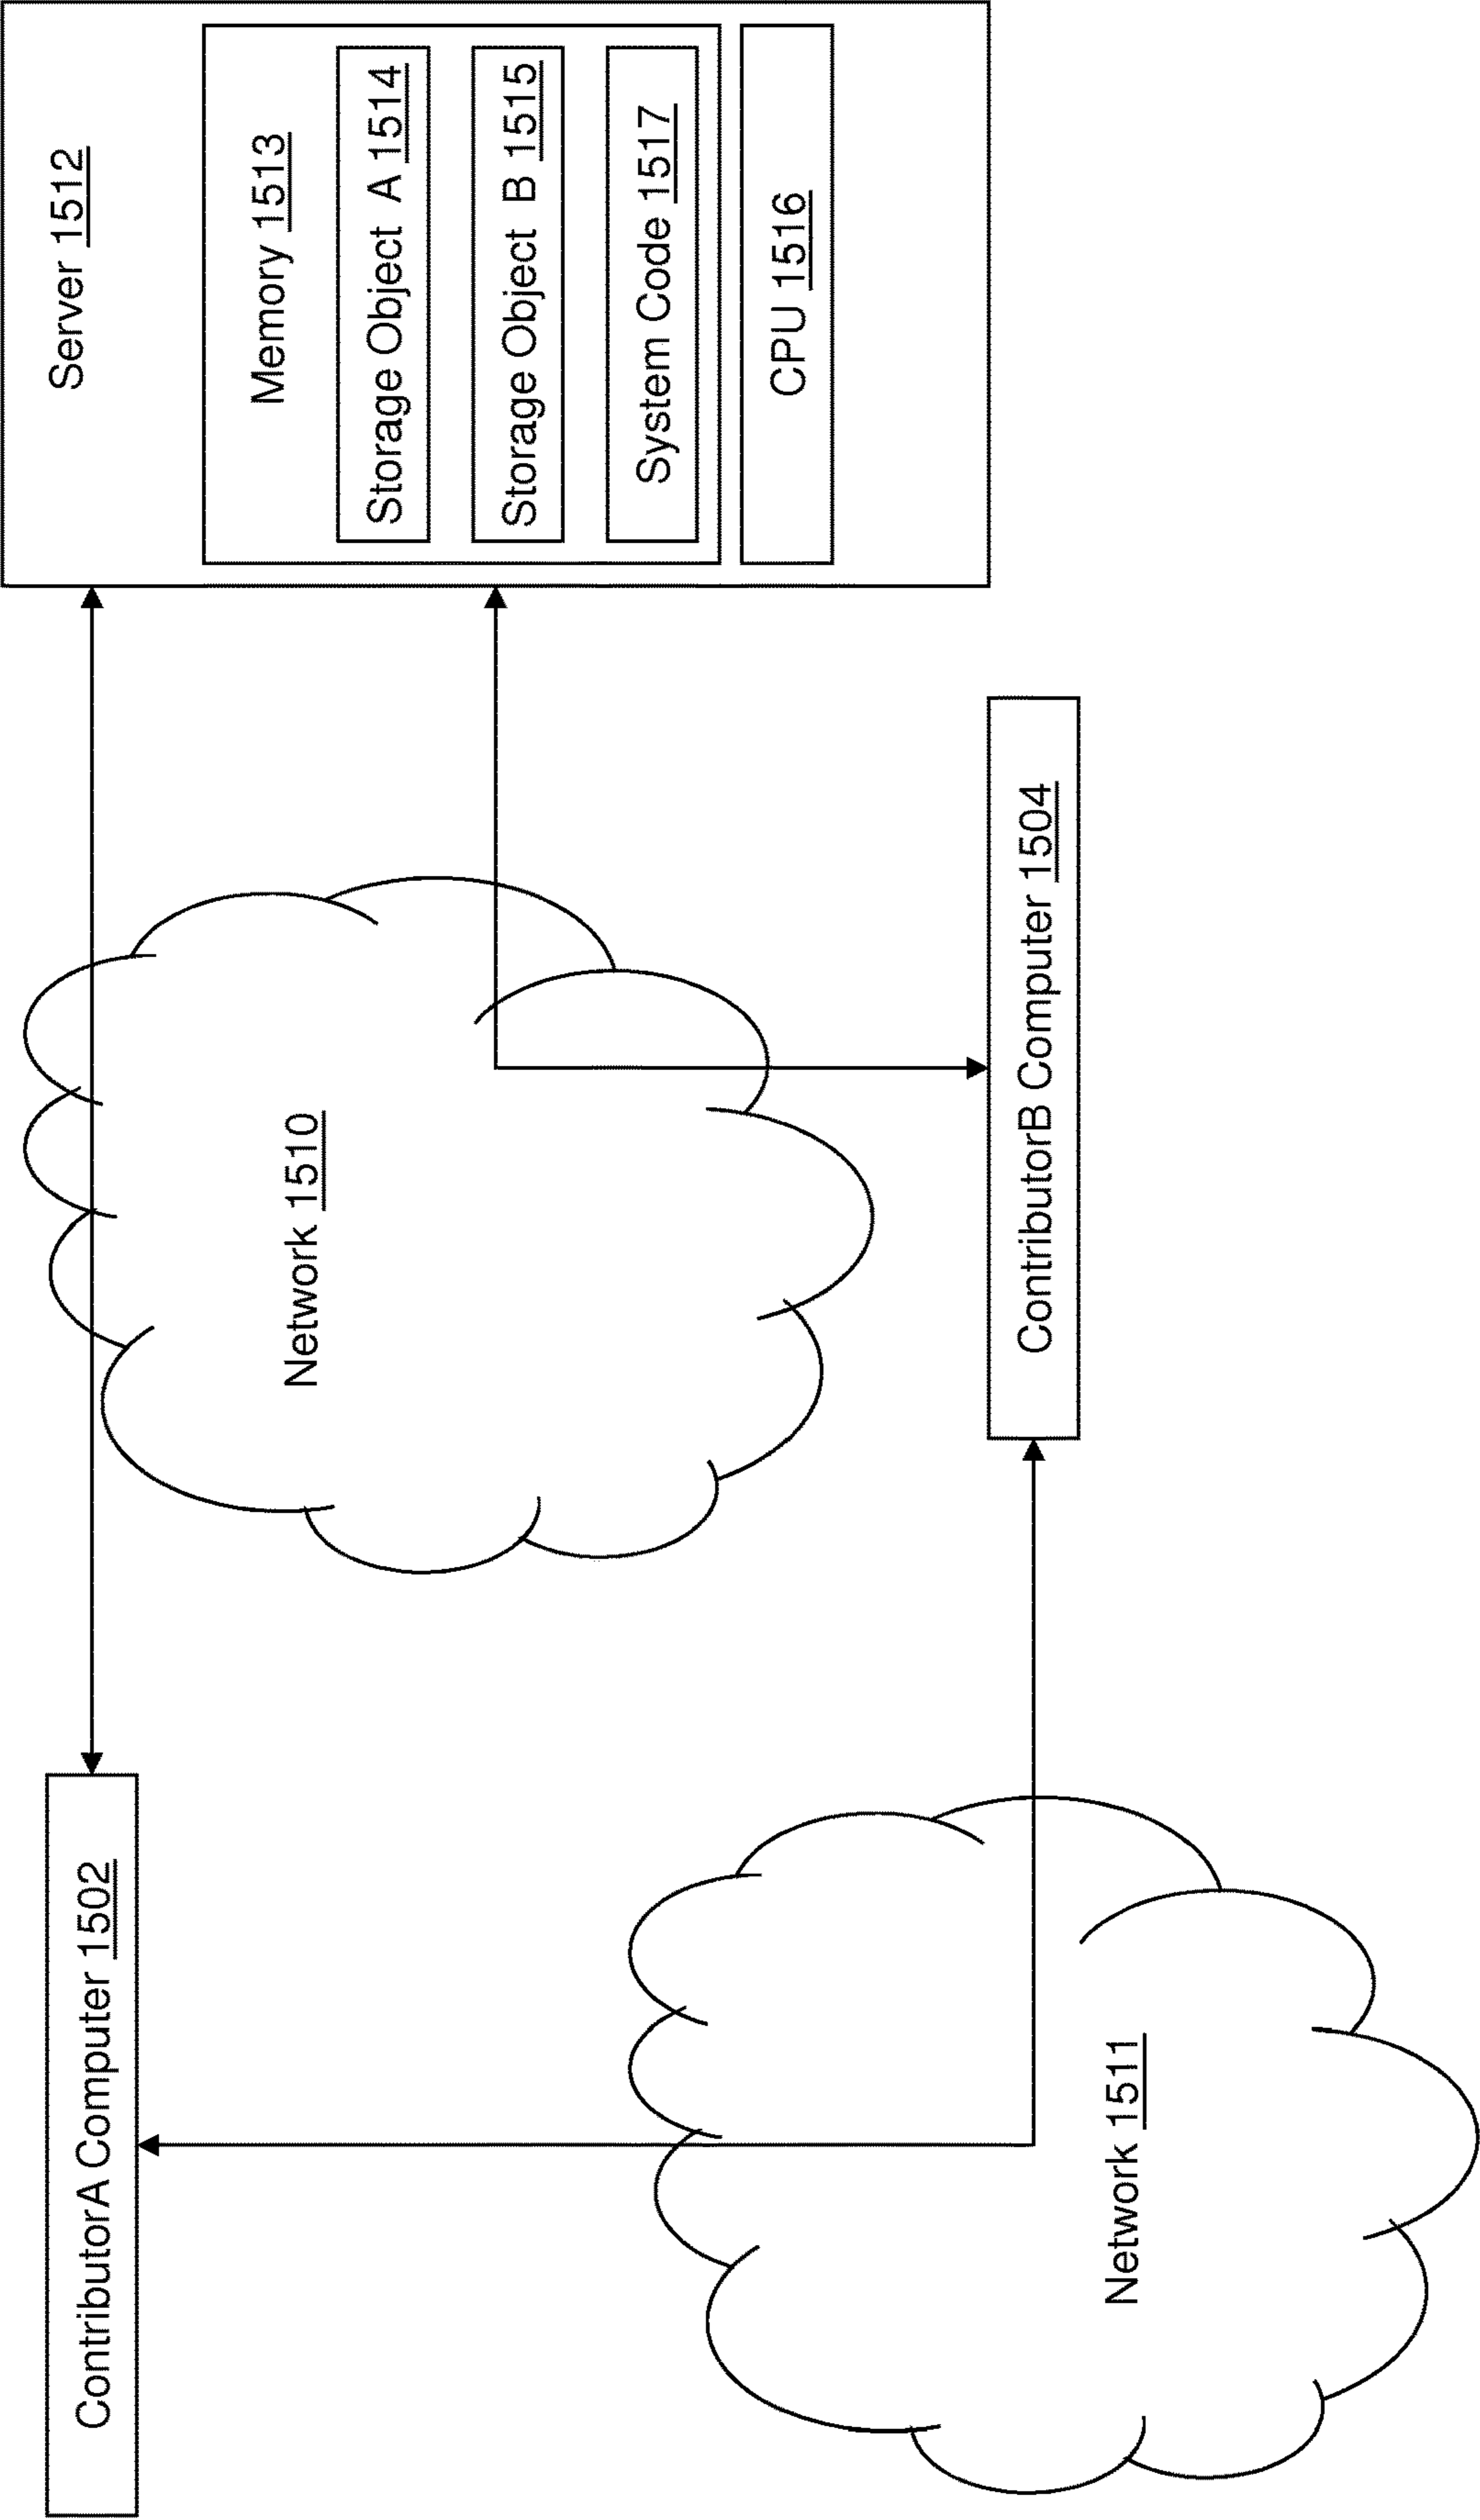 ContributorA Computer 1502
Server 1512
Memory 1513
Storage Object A 1514
Storage Object B 1515
System Code 1517
CPU 1516
Network 1510
ContributorB Computer 1504
Network 1511